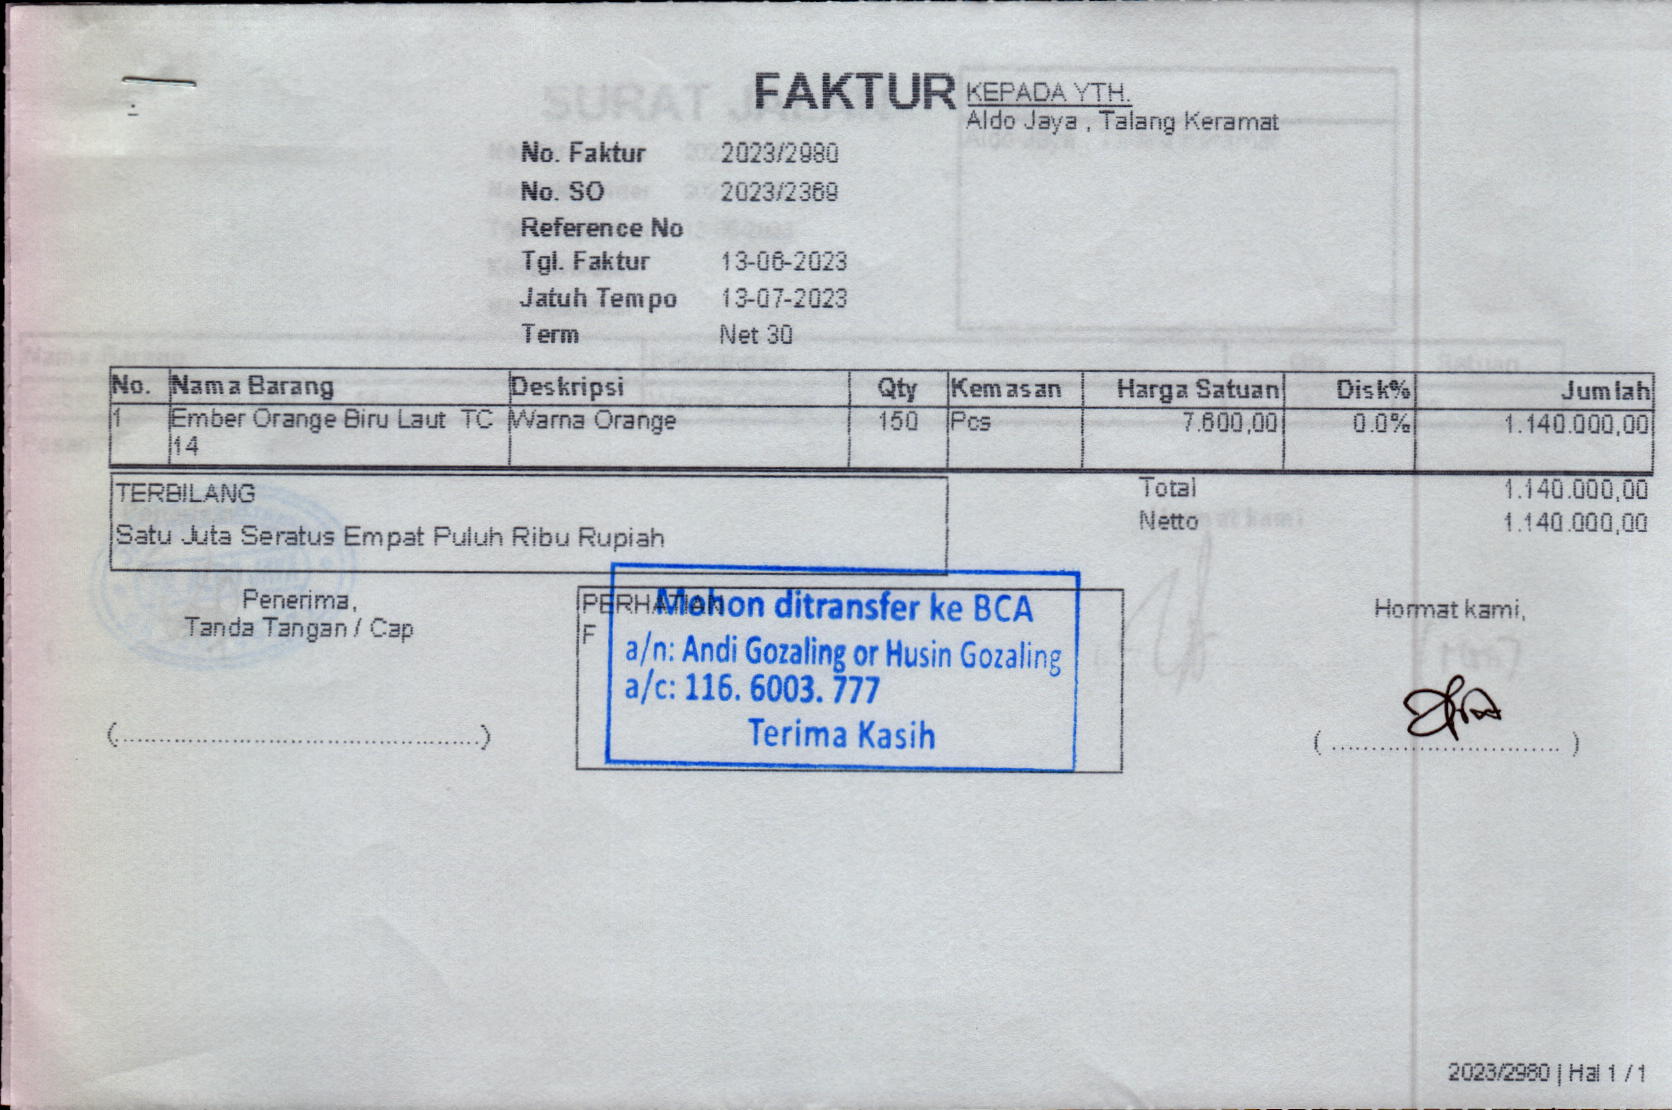 FAKTUR
KEPADA YTH.
Aldo Jaya , Talang Keramat
No. Faktur 2023/2980
No. SO 2023/2369
Reference No
Tgl. Faktur 13-06-2023
Jatuh Tempo 13-07-2023
Term Net 30
No. Nama Barang Deskripsi Qty Kemasan Harga Satuan Disk% Jumlah
1 Ember Orange Biru Laut TC Warna Orange 150 Pcs 7.600,00 0.0% 1.140.000,00
14
TERBILANG
Satu Juta Seratus Empat Puluh Ribu Rupiah
Total 1.140.000,00
Netto 1.140.000,00
Penerima,
Tanda Tangan / Cap
PERHATIAN
F
Mohon ditransfer ke BCA
a/n: Andi Gozaling or Husin Gozaling
a/c: 116. 6003. 777
Terima Kasih
Hormat kami,
2023/2980 | Hal 1 / 1